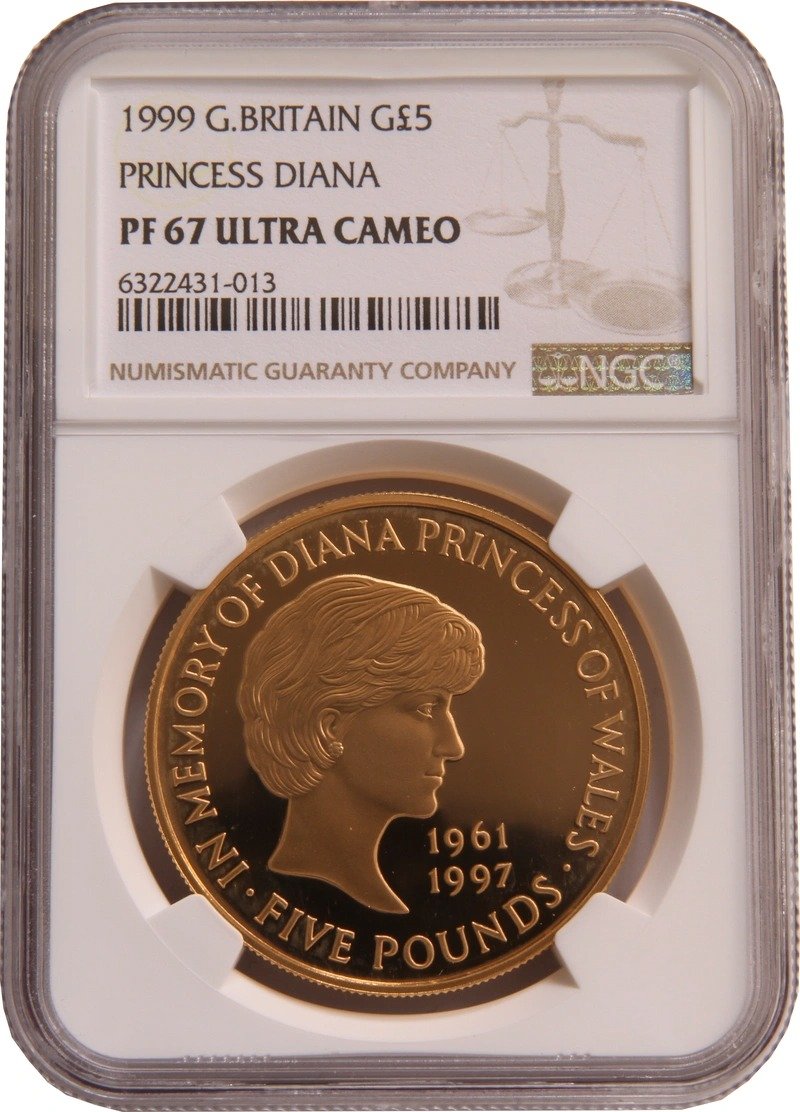 1999 G.BRITAIN G£5
PRINCESS DIANA
PF 67 ULTRA CAMEO
6322431-013
NUMISMATIC GUARANTY COMPANY
NGC
IN MEMORY OF DIANA PRINCESS OF WALES
1961
1997
· FIVE POUNDS ·